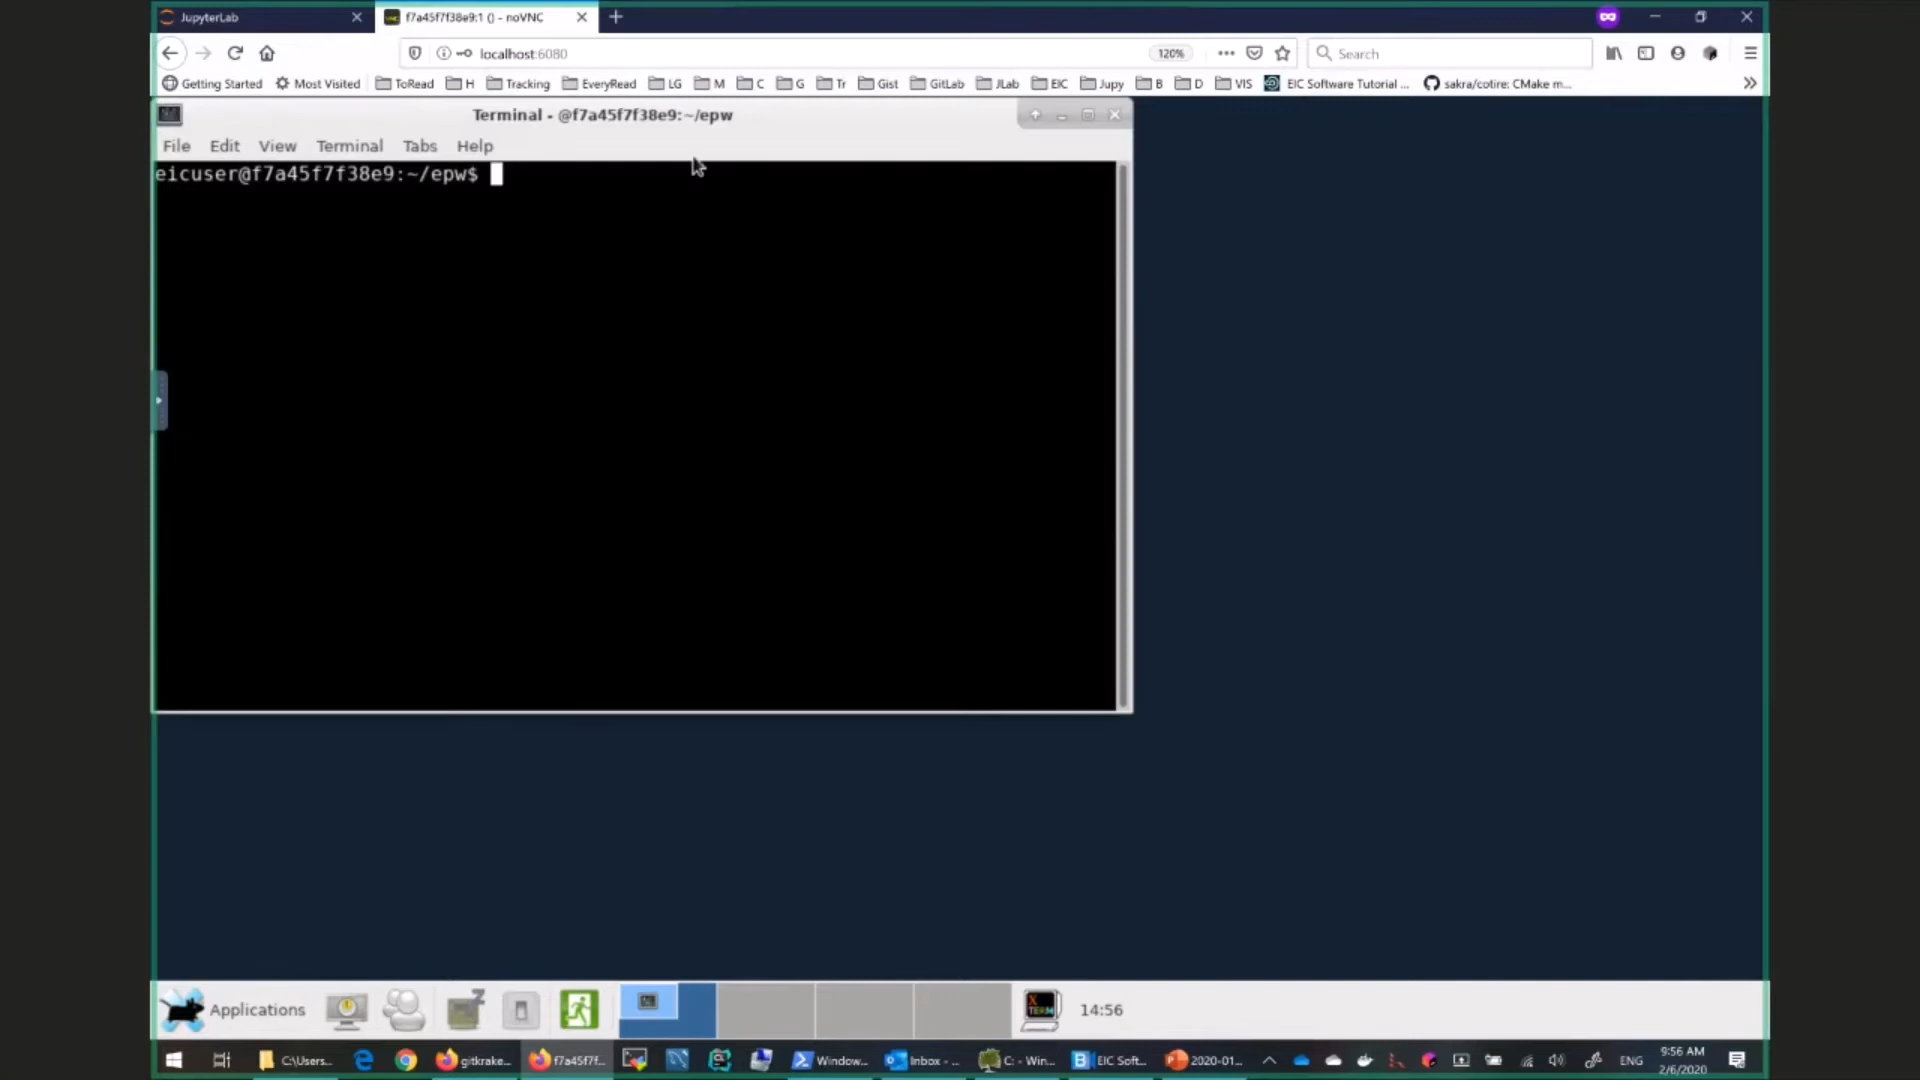 JupyterLab
f7a45f7f38e9:1 () - noVNC
localhost:6080
120%
Search
Getting Started
Most Visited
ToRead
H
Tracking
EveryRead
LG
M
C
G
Tr
Gist
GitLab
JLab
EIC
Jupy
B
D
VIS
EIC Software Tutorial ...
sakra/cotire: CMake m...
Terminal - @f7a45f7f38e9:~/epw
File Edit View Terminal Tabs Help
eicuser@f7a45f7f38e9:~/epw$
Applications
X
TERM
14:56
C:\Users...
gitkrake...
f7a45f7f...
Window...
Inbox - ...
C: - Win...
EIC Soft...
2020-01...
ENG
9:56 AM
2/6/2020